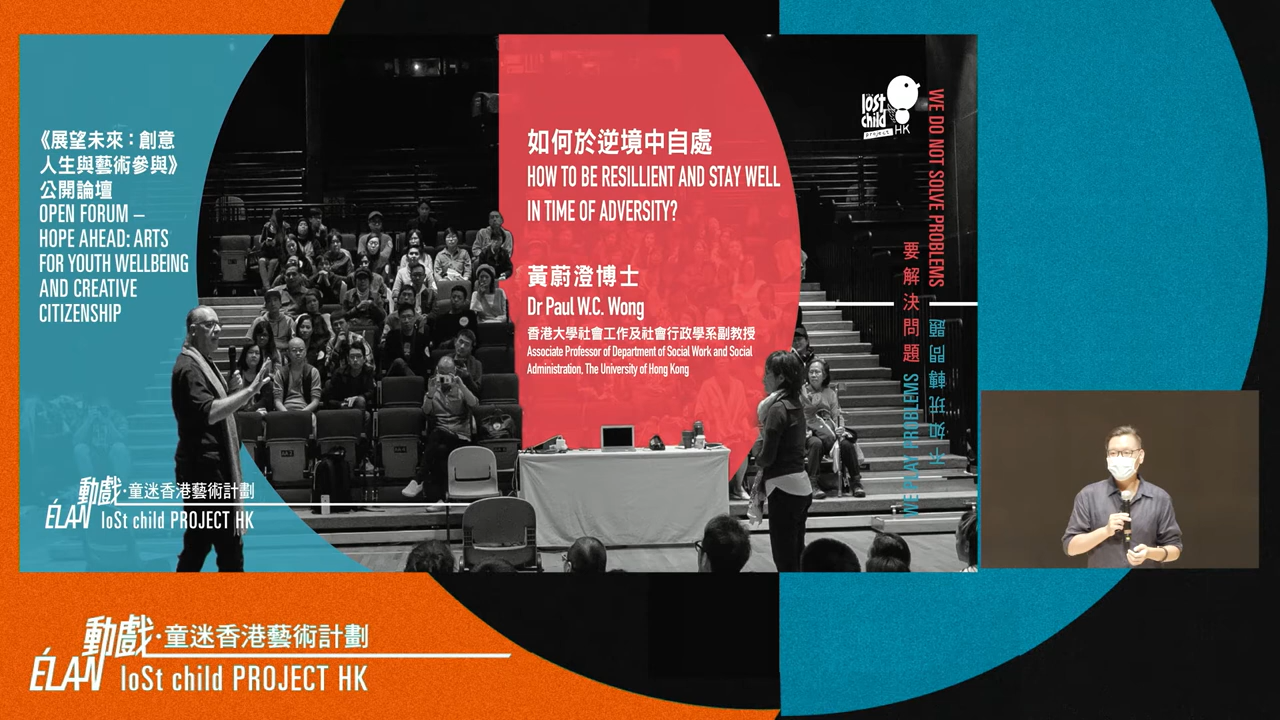 《展望未來：創意
人生與藝術參與》
公開論壇
OPEN FORUM –
HOPE AHEAD: ARTS
FOR YOUTH WELLBEING
AND CREATIVE
CITIZENSHIP
動戲·童迷香港藝術計劃
ÉLAN loSt child PROJECT HK
如何於逆境中自處
HOW TO BE RESILLIENT AND STAY WELL
IN TIME OF ADVERSITY?
黃蔚澄博士
Dr Paul W.C. Wong
香港大學社會工作及社會行政學系副教授
Associate Professor of Department of Social Work and Social
Administration, The University of Hong Kong
lost
child
project HK
WE DO NOT SOLVE PROBLEMS
要解決問題
不如玩轉問題
WE PLAY PROBLEMS
動戲·童迷香港藝術計劃
ÉLAN loSt child PROJECT HK